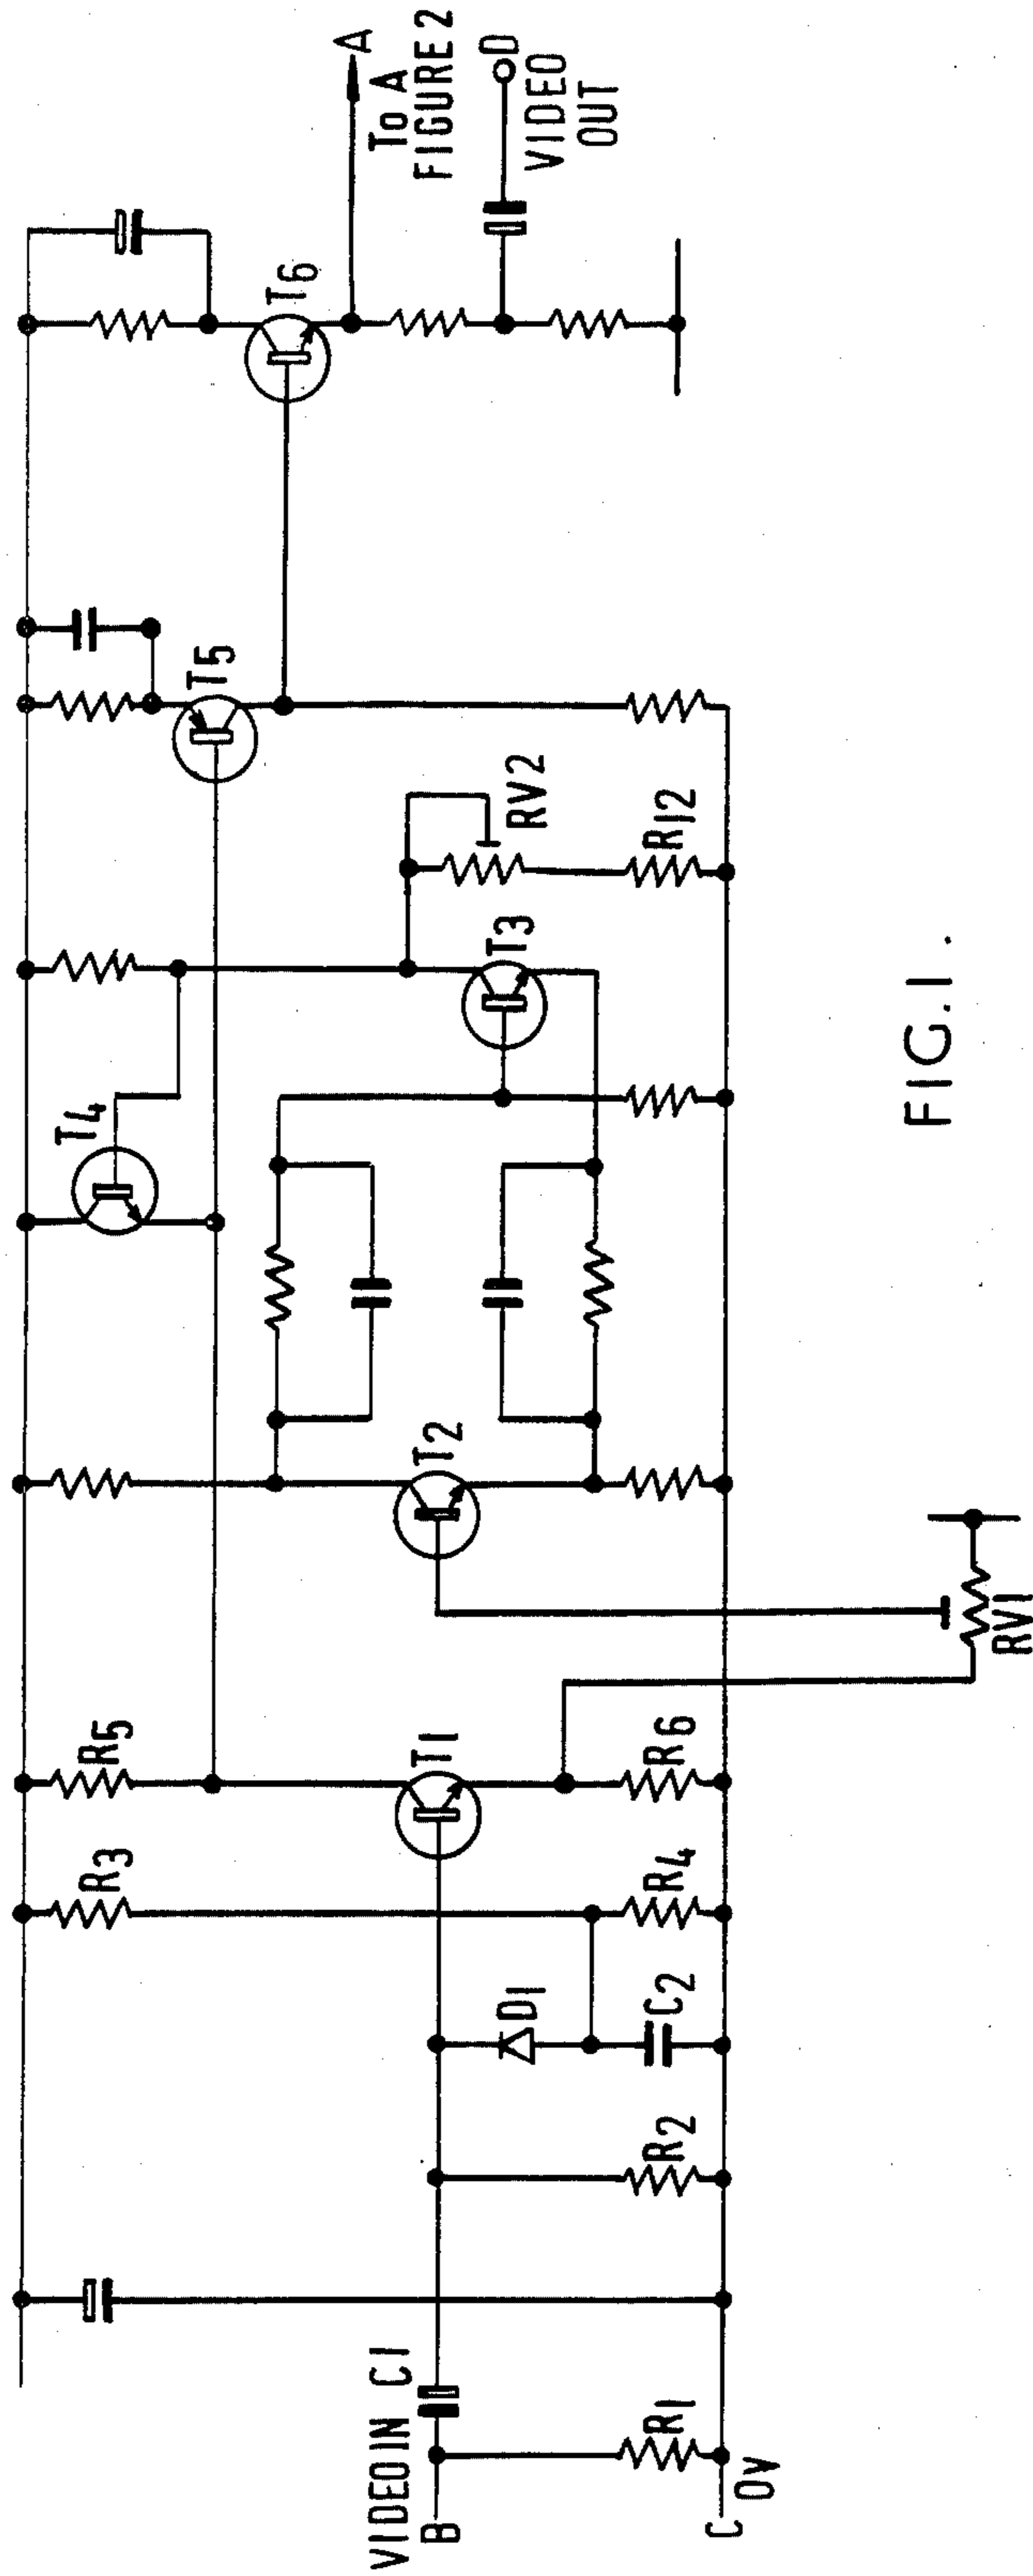 VIDEO IN C1
B
R1
C
0V
R2
D1
C2
R3
R4
R5
T1
R6
RV1
T2
T4
T3
RV2
R12
T5
T6
A
To A
FIGURE 2
D
VIDEO
OUT
FIG.1.